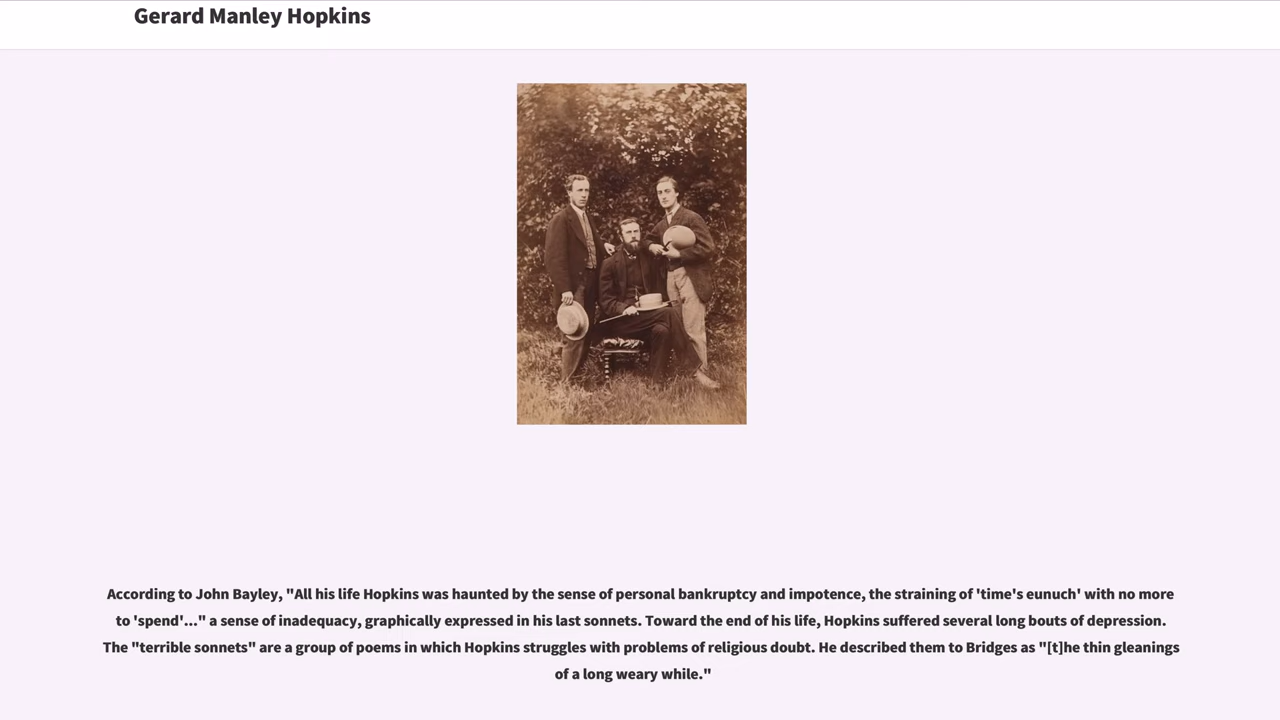 Gerard Manley Hopkins
According to John Bayley, "All his life Hopkins was haunted by the sense of personal bankruptcy and impotence, the straining of 'time's eunuch' with no more
to 'spend'..." a sense of inadequacy, graphically expressed in his last sonnets. Toward the end of his life, Hopkins suffered several long bouts of depression.
The "terrible sonnets" are a group of poems in which Hopkins struggles with problems of religious doubt. He described them to Bridges as "[t]he thin gleanings
of a long weary while."